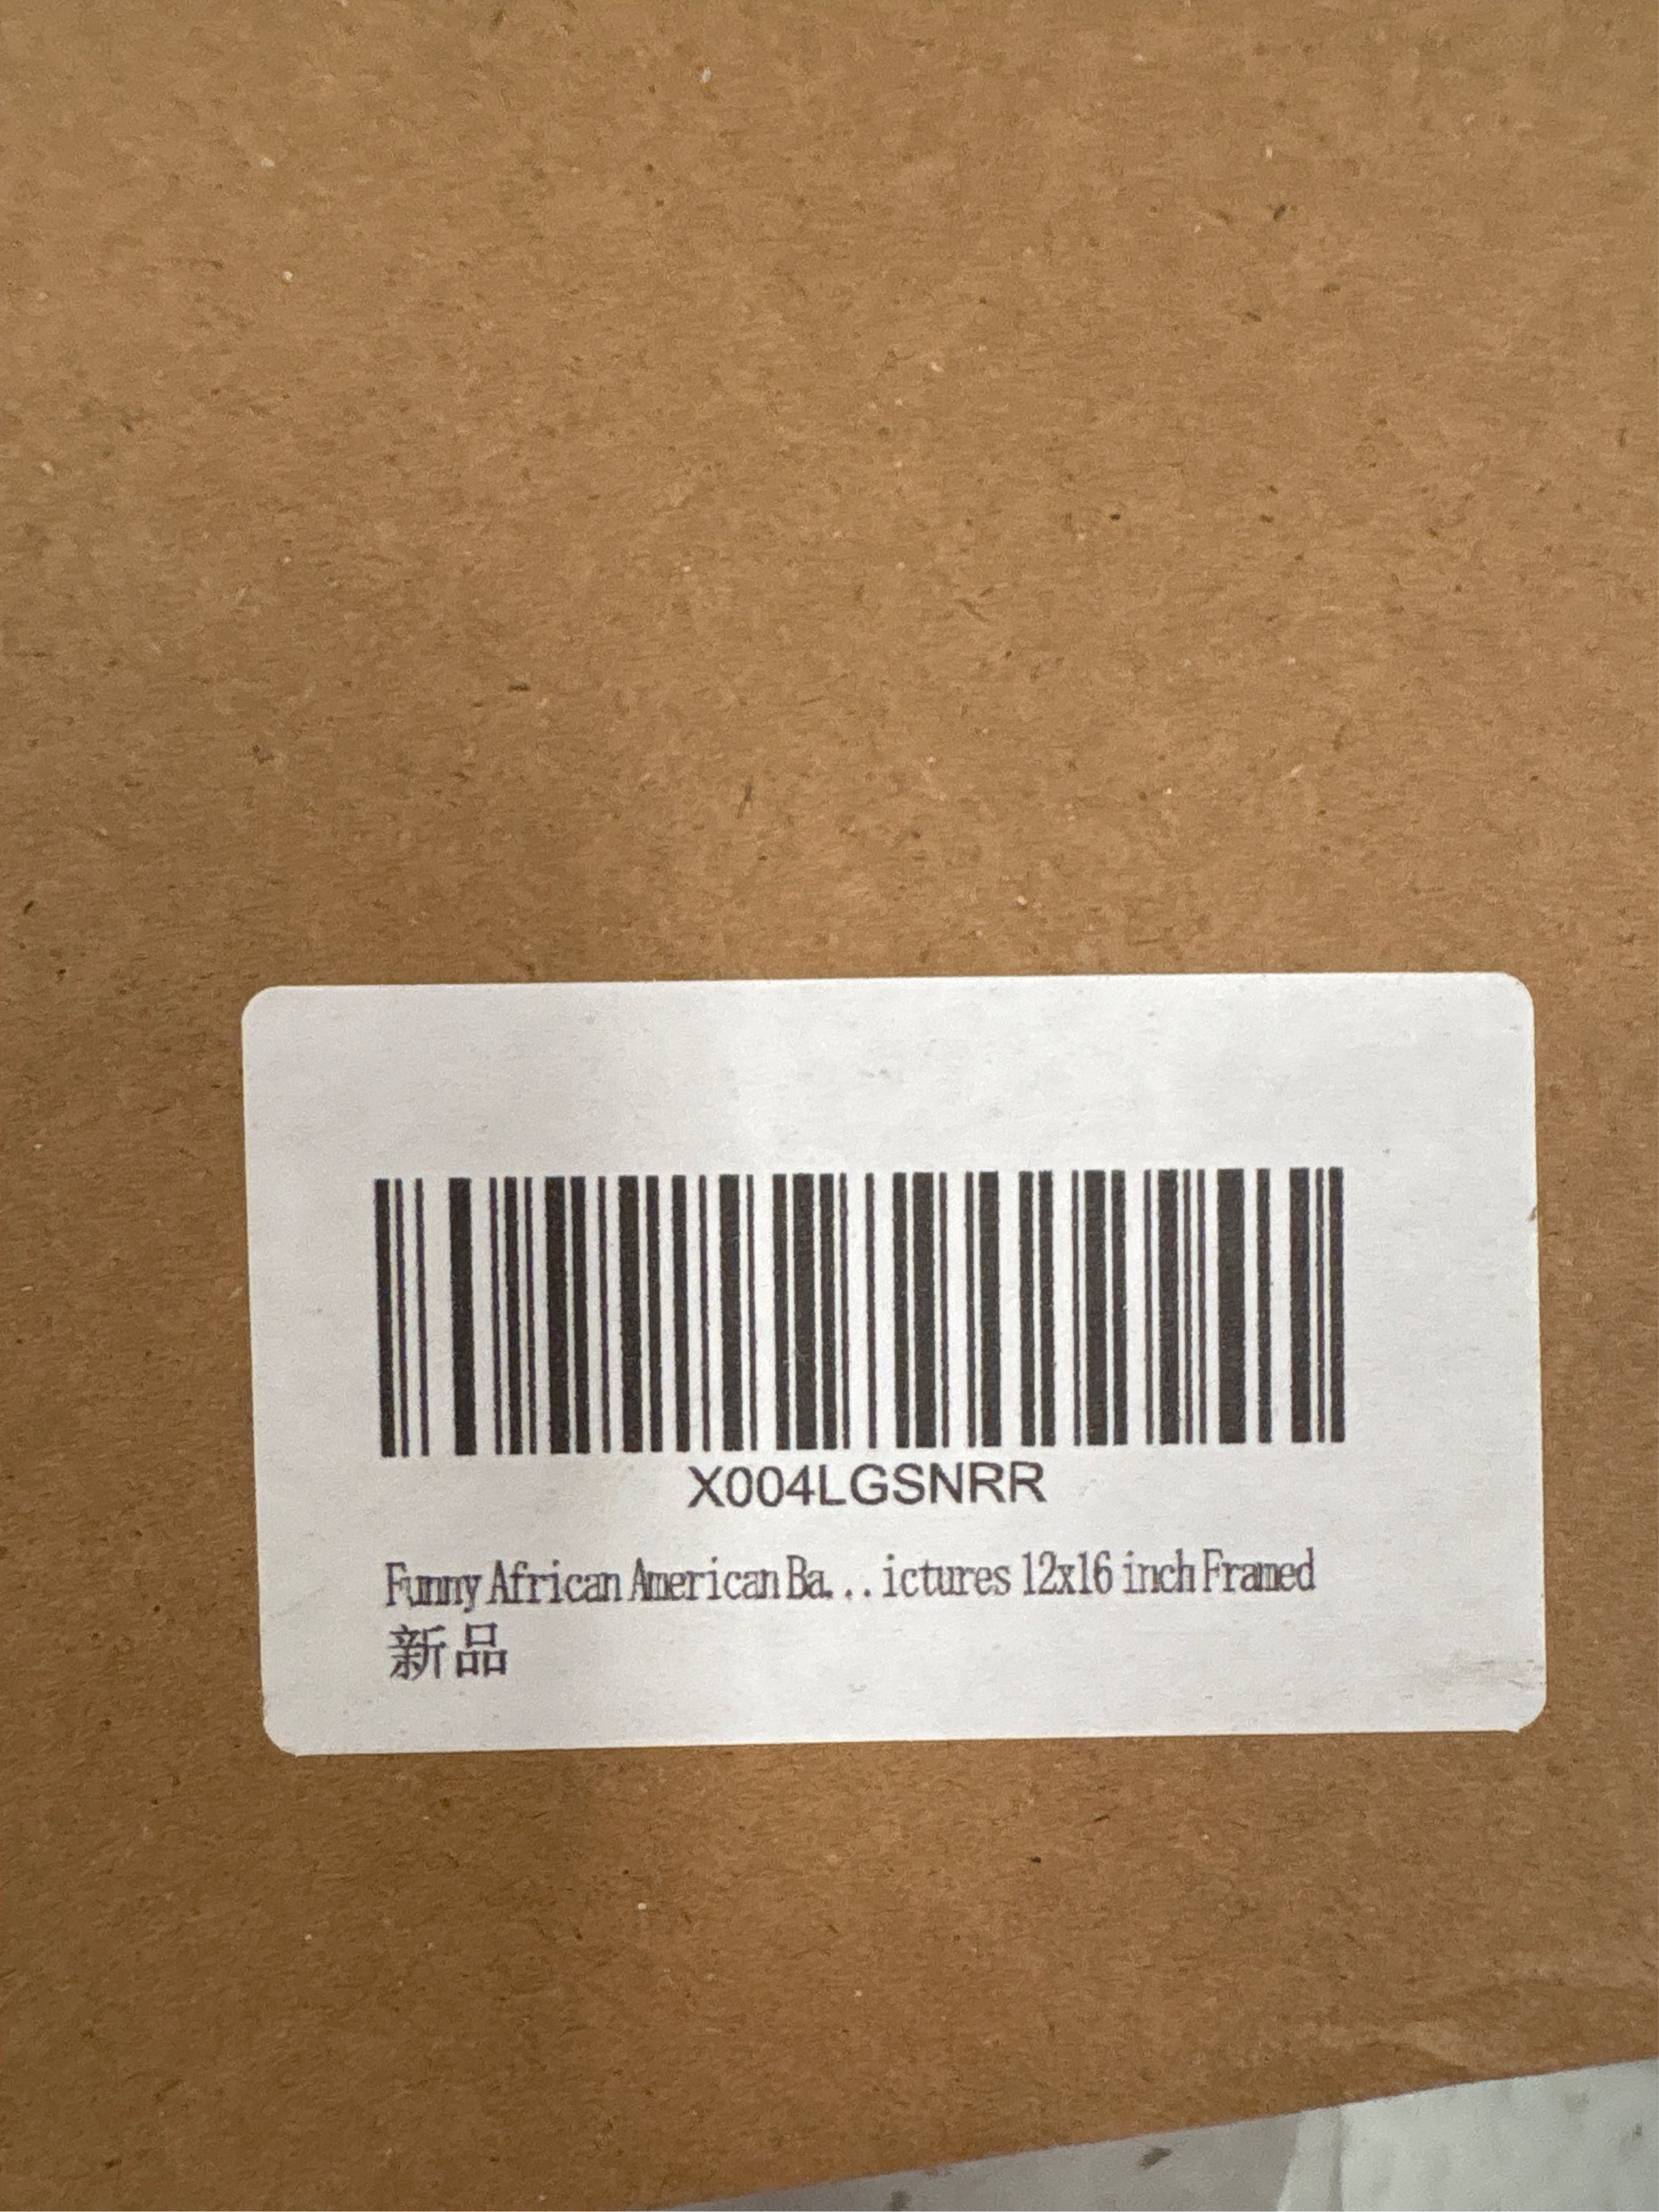 X004LGSNRR
Funny African American Ba...ictures 12x16 inch Framed
新品